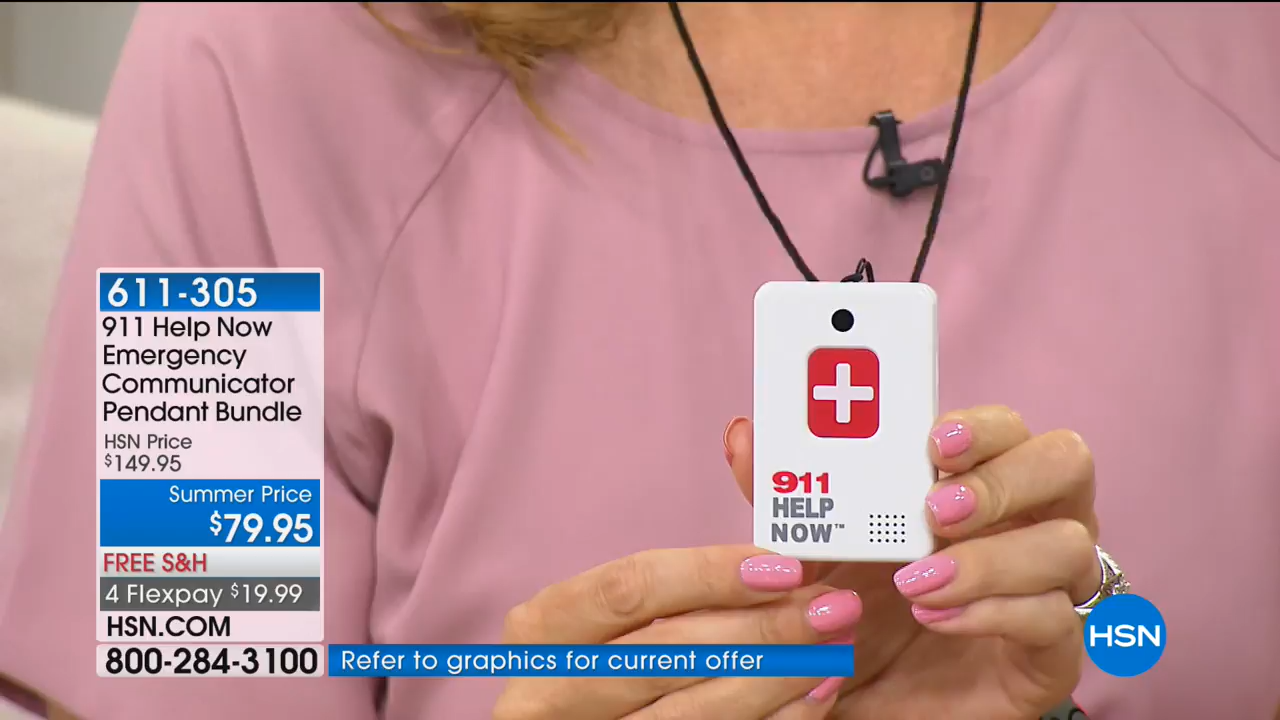 611-305
911 Help Now
Emergency
Communicator
Pendant Bundle
HSN Price
$149.95
Summer Price
$79.95
FREE S&H
4 Flexpay $19.99
HSN.COM
800-284-3100
Refer to graphics for current offer
911
HELP
NOW™
HSN